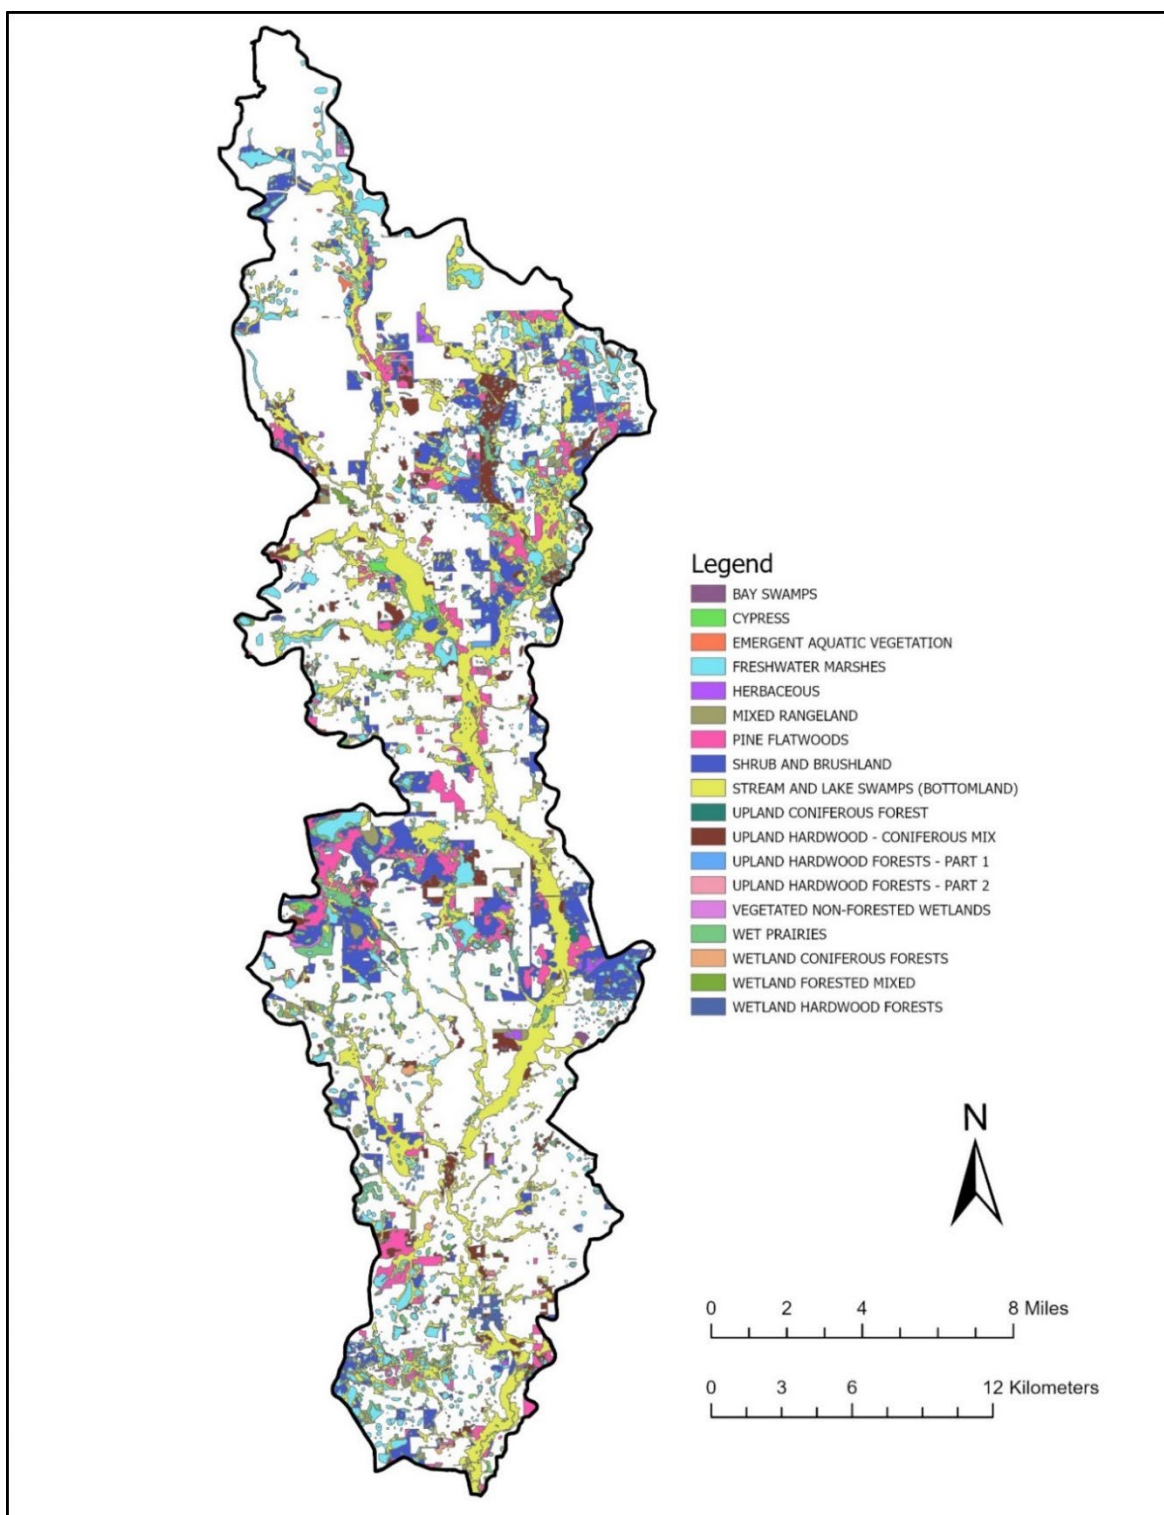 Legend
BAY SWAMPS
CYPRESS
EMERGENT AQUATIC VEGETATION
FRESHWATER MARSHES
HERBACEOUS
MIXED RANGELAND
PINE FLATWOODS
SHRUB AND BRUSHLAND
STREAM AND LAKE SWAMPS (BOTTOMLAND)
UPLAND CONIFEROUS FOREST
UPLAND HARDWOOD - CONIFEROUS MIX
UPLAND HARDWOOD FORESTS - PART 1
UPLAND HARDWOOD FORESTS - PART 2
VEGETATED NON-FORESTED WETLANDS
WET PRAIRIES
WETLAND CONIFEROUS FORESTS
WETLAND FORESTED MIXED
WETLAND HARDWOOD FORESTS
N
0 2 4 8 Miles
0 3 6 12 Kilometers